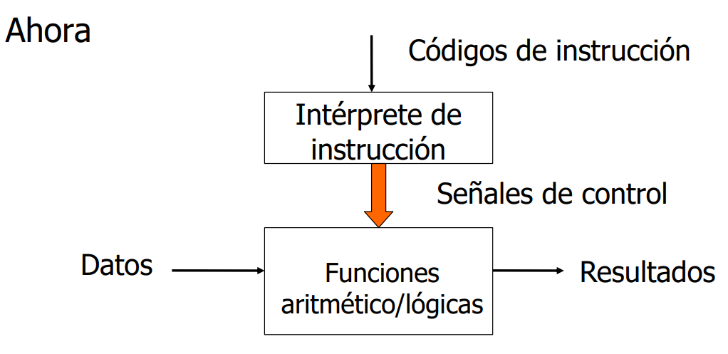 Ahora
Códigos de instrucción
Intérprete de
instrucción
Señales de control
Datos
Funciones
aritmético/lógicas
Resultados